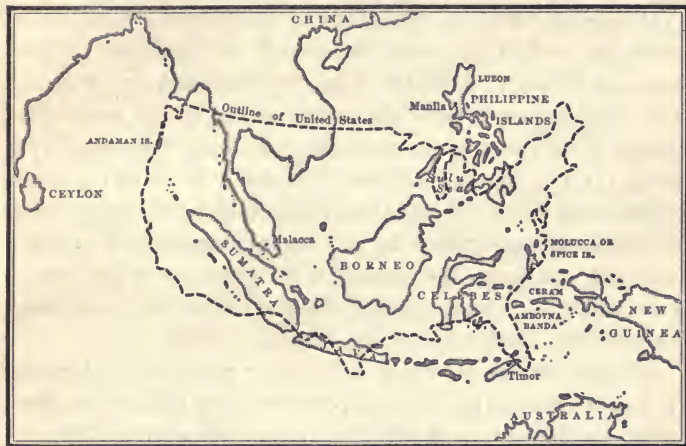 CHINA
LUZON
Manila
PHILIPPINE
ISLANDS
Outline of United States
ANDAMAN IS.
Sulu
Sea
CEYLON
Malacca
MOLUCCA OR
SPICE IS.
SUMATRA
BORNEO
CELEBES
CERAM
NEW
AMBOYNA
BANDA
GUINEA
JAVA
Timor
AUSTRALIA